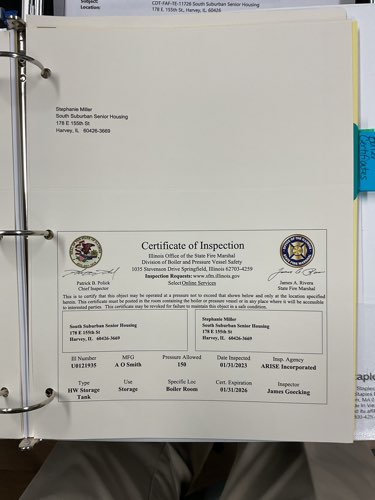 Subject:
Location:
CDT-FAF-TE-11726 South Suburban Senior Housing
178 E. 155th St, Harvey, IL 60426
Stephanie Miller
South Suburban Senior Housing
178 E 155th St
Harvey, IL 60426-3669
Certificate of Inspection
Illinois Office of the State Fire Marshal
Division of Boiler and Pressure Vessel Safety
1035 Stevenson Drive Springfield, Illinois 62703-4259
Inspection Requests: www.sfm.illinois.gov
Select Online Services
Patrick B. Polick
Chief Inspector
James A. Rivera
State Fire Marshal
This is to certify that this object may be operated at a pressure not to exceed that shown below and only at the location specified
herein. This certificate must be posted in the room containing the boiler or pressure vessel or in any place where it will be accessible
to interested parties. This certificate may be revoked for failure to maintain this object in a safe condition.
South Suburban Senior Housing
178 E 155th St
Harvey, IL 60426-3669
Stephanie Miller
South Suburban Senior Housing
178 E 155th St
Harvey, IL 60426-3669
Il Number
MFG
Pressure Allowed
Date Inspected
Insp. Agency
U0121935
A O Smith
150
01/31/2023
ARISE Incorporated
Type
Use
Specific Loc
Cert. Expiration
Inspector
HW Storage
Tank
Storage
Boiler Room
01/31/2026
James Goecking
Certificates